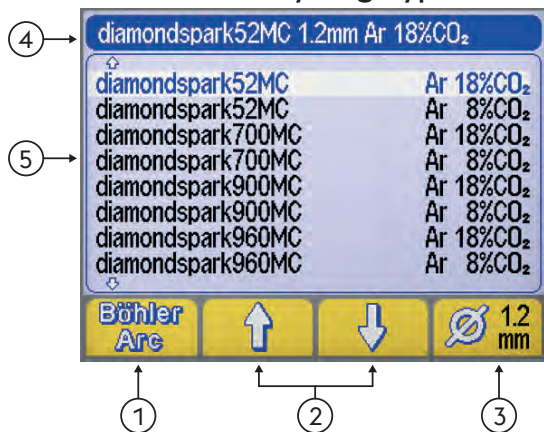 ④ diamondspark52MC 1.2mm Ar 18%CO₂
diamondspark52MC Ar 18%CO₂
diamondspark52MC Ar 8%CO₂
⑤ diamondspark700MC Ar 18%CO₂
diamondspark700MC Ar 8%CO₂
diamondspark900MC Ar 18%CO₂
diamondspark900MC Ar 8%CO₂
diamondspark960MC Ar 18%CO₂
diamondspark960MC Ar 8%CO₂
Böhler Arc
1.2 mm
① ② ③